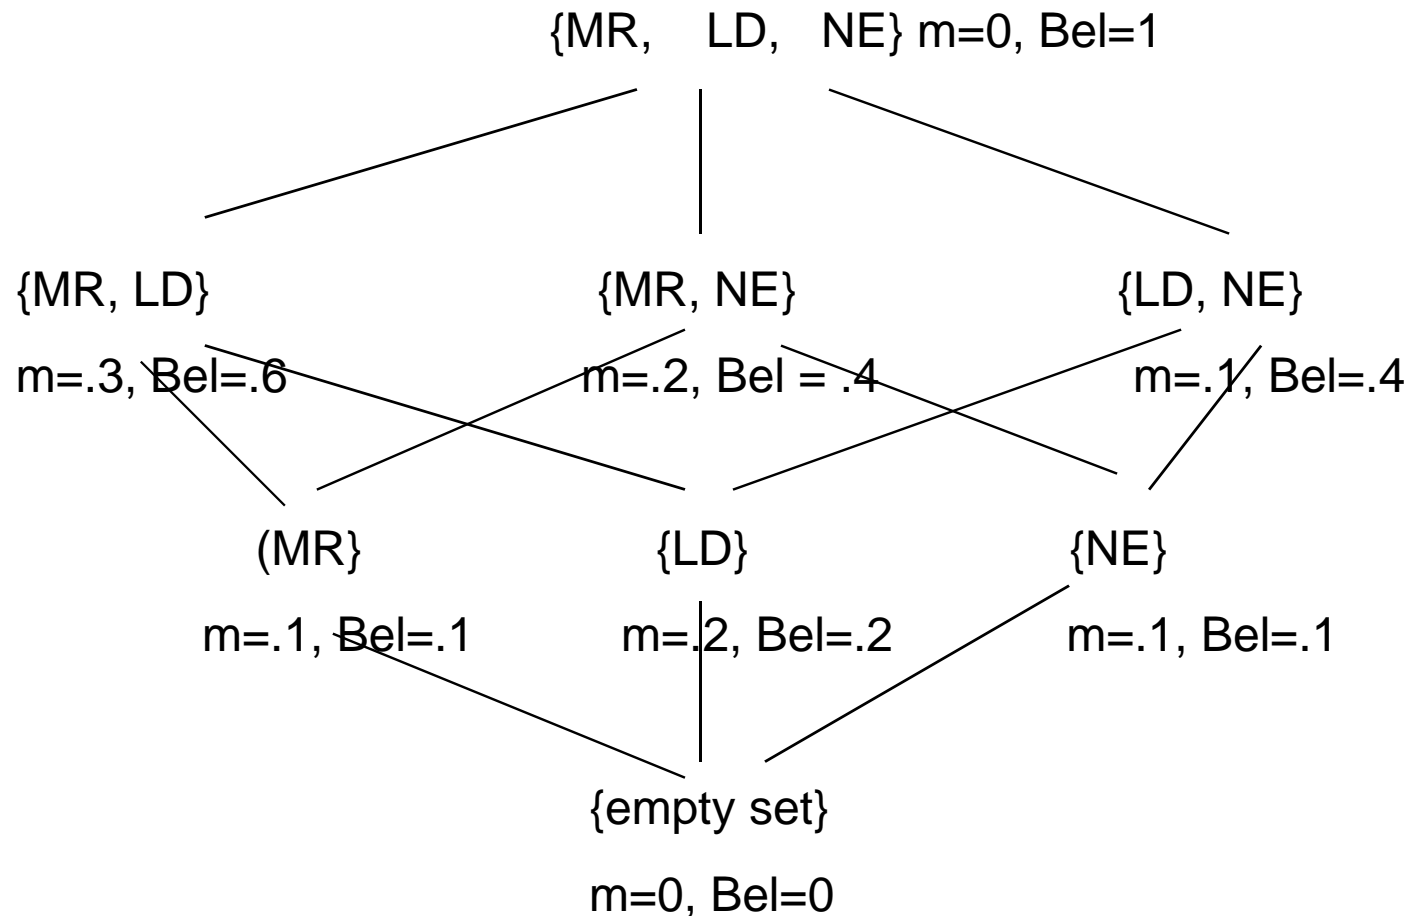 {MR, LD, NE} m=0, Bel=1
{MR, LD} {MR, NE} {LD, NE}
m=.3, Bel=.6 m=.2, Bel = .4 m=.1, Bel=.4
(MR} {LD} {NE}
m=.1, Bel=.1 m=.2, Bel=.2 m=.1, Bel=.1
{empty set}
m=0, Bel=0